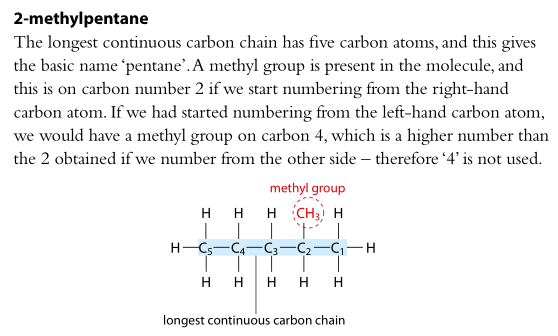 2-methylpentane
The longest continuous carbon chain has five carbon atoms, and this gives
the basic name ‘pentane’. A methyl group is present in the molecule, and
this is on carbon number 2 if we start numbering from the right-hand
carbon atom. If we had started numbering from the left-hand carbon atom,
we would have a methyl group on carbon 4, which is a higher number than
the 2 obtained if we number from the other side – therefore ‘4’ is not used.
methyl group
H H H CH₃ H
H—C₅—C₄—C₃—C₂—C₁—H
H H H H H
longest continuous carbon chain